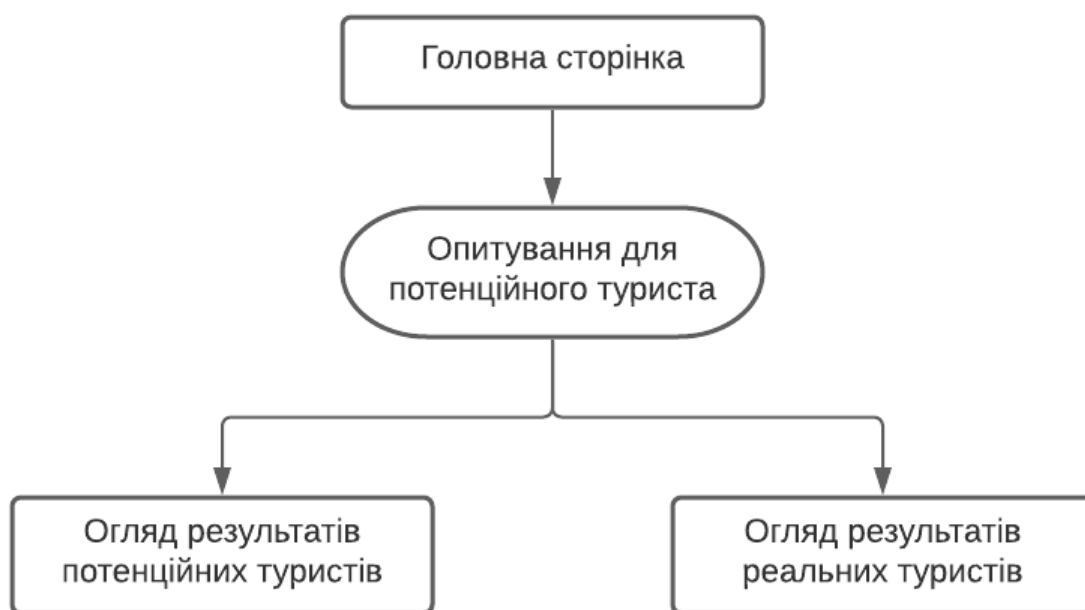 Головна сторінка
Опитування для
потенційного туриста
Огляд результатів
потенційних туристів
Огляд результатів
реальних туристів